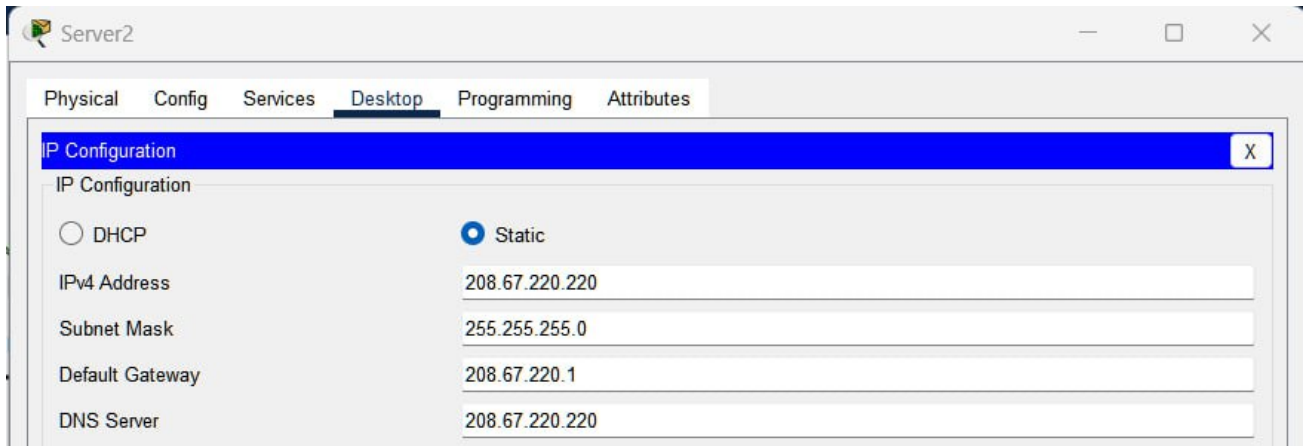 Server2
Physical Config Services Desktop Programming Attributes
IP Configuration X
IP Configuration
DHCP Static
IPv4 Address 208.67.220.220
Subnet Mask 255.255.255.0
Default Gateway 208.67.220.1
DNS Server 208.67.220.220